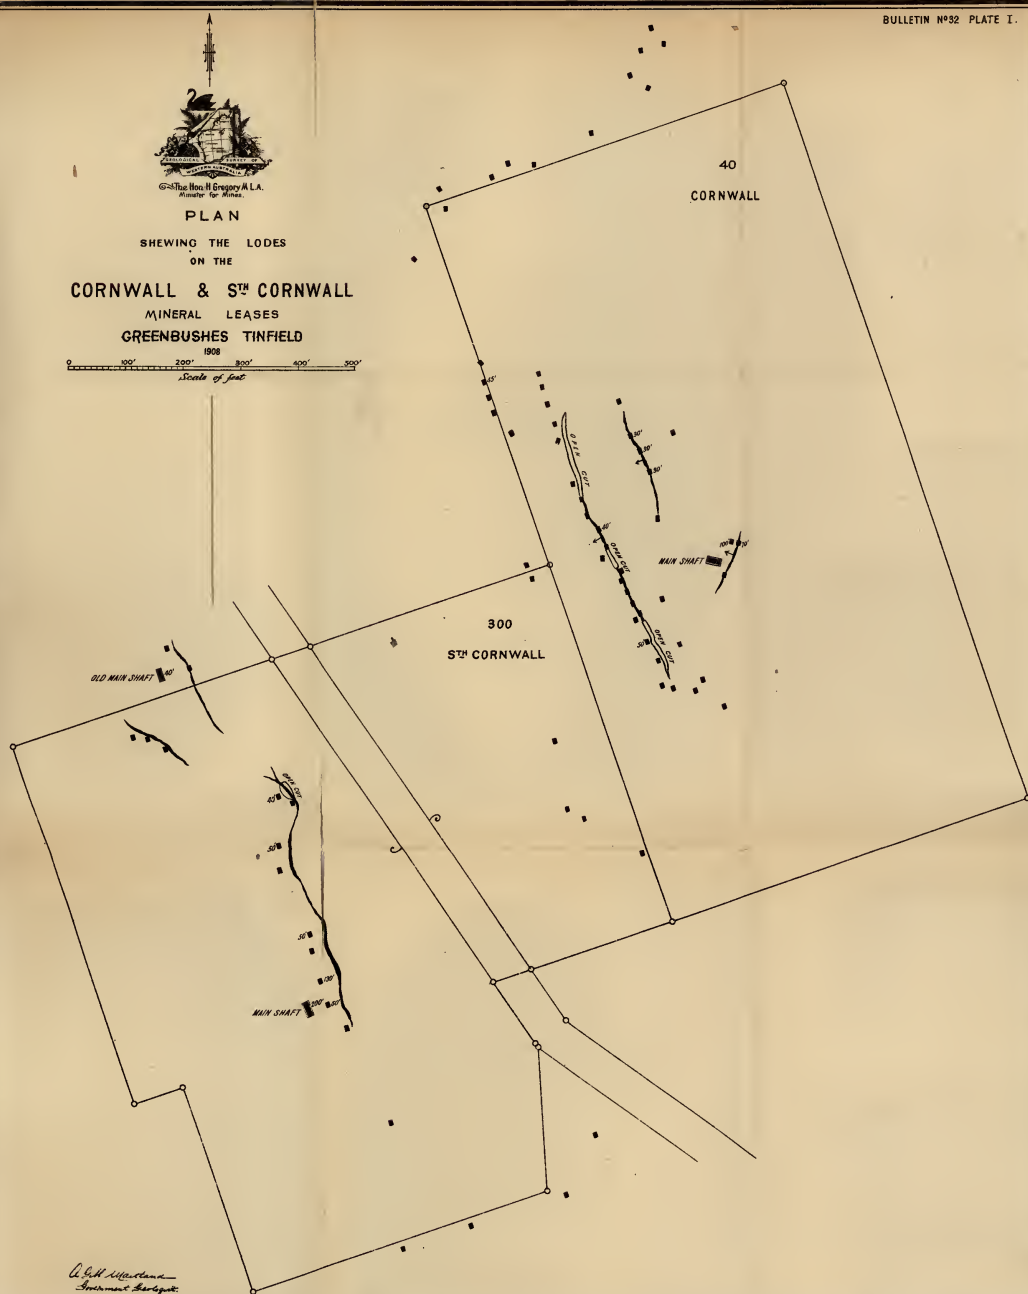 BULLETIN Nº32 PLATE I.
GEOLOGICAL SURVEY OF
WESTERN AUSTRALIA
The Hon. H Gregory M L.A.
Minister for Mines.
PLAN
SHEWING THE LODES
ON THE
CORNWALL & STH CORNWALL
MINERAL LEASES
GREENBUSHES TINFIELD
1908
0 100' 200' 300' 400' 500'
Scale of feet
40
CORNWALL
45'
OPEN CUT
30'
30'
30'
40'
OPEN CUT
100'
70'
MAIN SHAFT
50'
OPEN CUT
300
STH CORNWALL
OLD MAIN SHAFT
40'
OPEN CUT
40'
50'
50'
130'
MAIN SHAFT
200'
50'
A Gibb Maitland
Government Geologist.